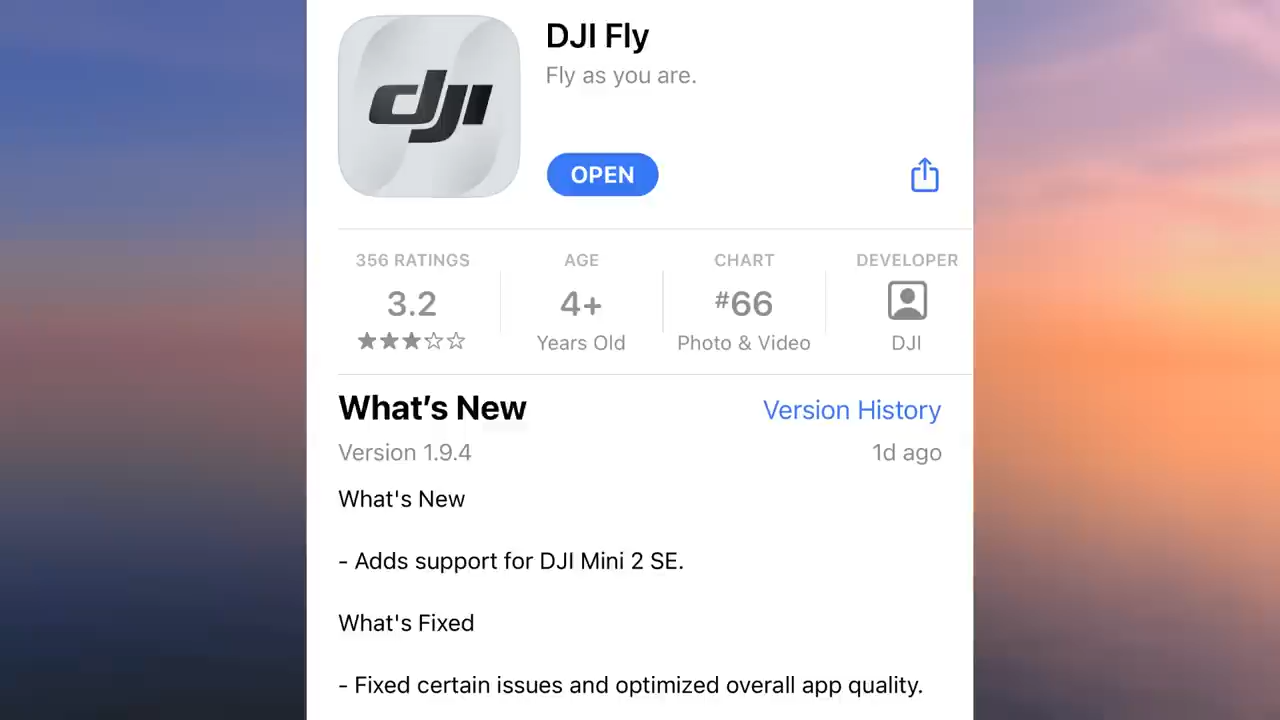 dji
DJI Fly
Fly as you are.
OPEN
356 RATINGS
3.2
AGE
4+
Years Old
CHART
#66
Photo & Video
DEVELOPER
DJI
What's New
Version History
Version 1.9.4
1d ago
What's New
- Adds support for DJI Mini 2 SE.
What's Fixed
- Fixed certain issues and optimized overall app quality.